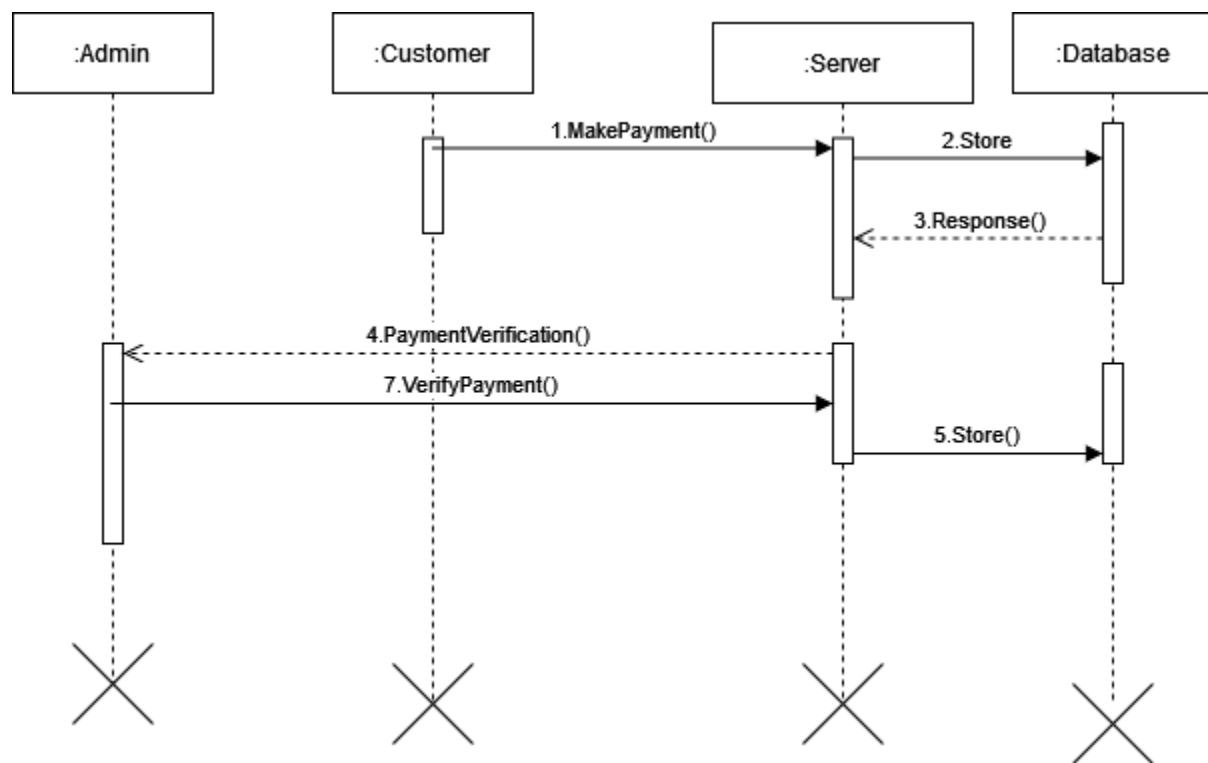 :Admin
:Customer
:Server
:Database
1.MakePayment()
2.Store
3.Response()
4.PaymentVerification()
7.VerifyPayment()
5.Store()